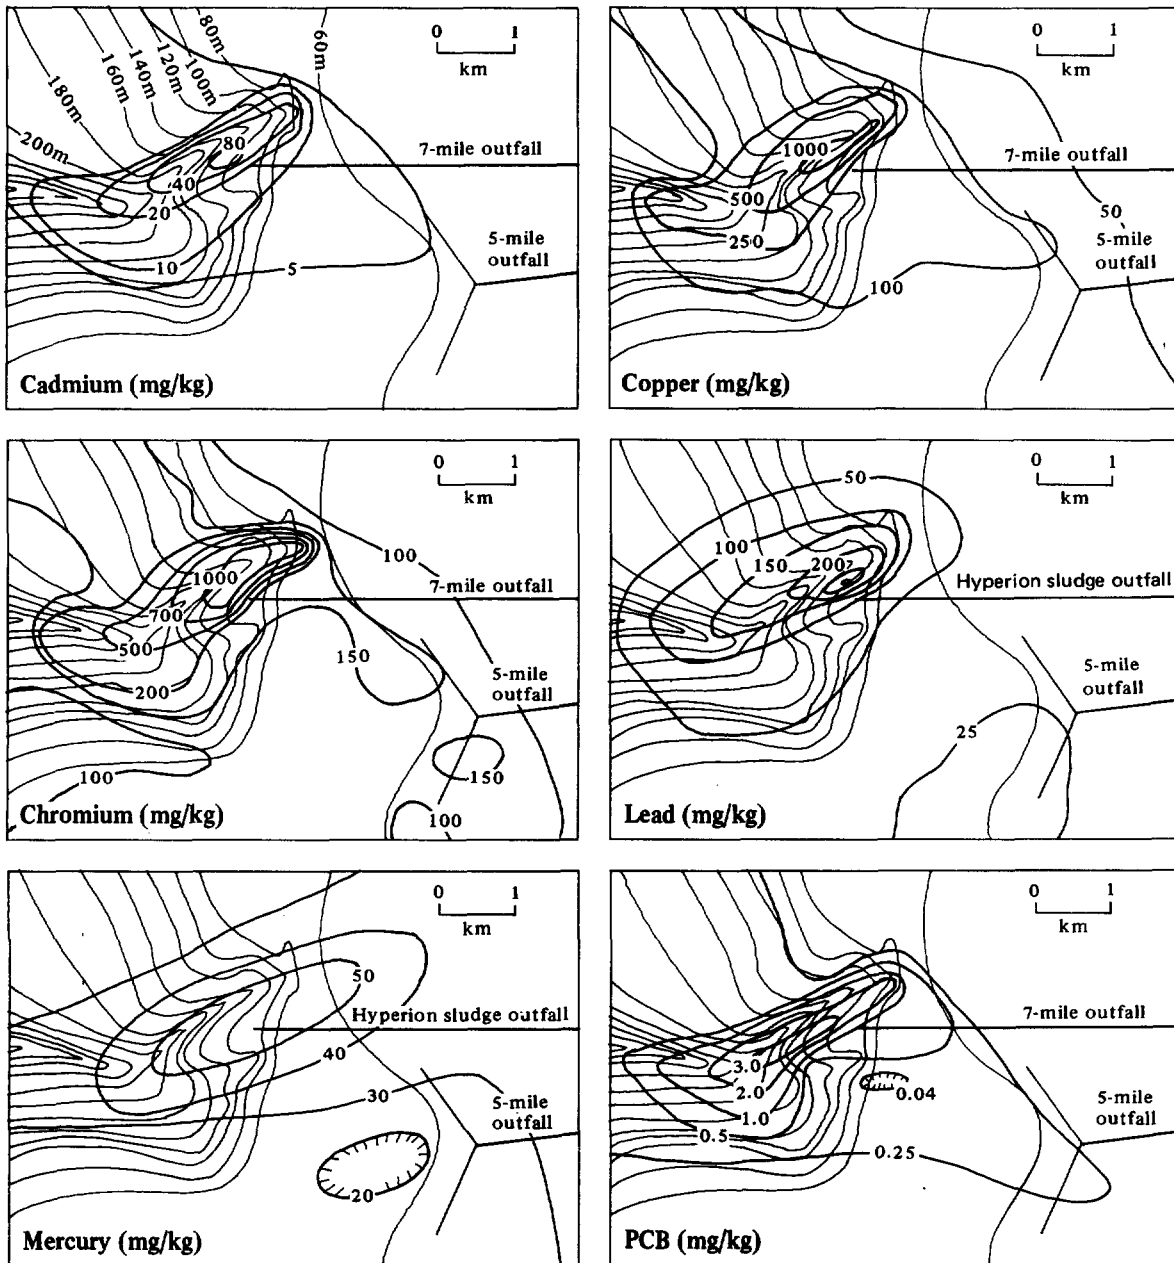 80m
60m
100m
120m
140m
160m
180m
200m
0 1
km
80
7-mile outfall
40
20
5-mile
outfall
10
5
Cadmium (mg/kg)
0 1
km
1000
7-mile outfall
500
50
250
5-mile
outfall
100
Copper (mg/kg)
0 1
km
100
1000
7-mile outfall
700
500
150
200
5-mile
outfall
100
150
100
Chromium (mg/kg)
0 1
km
50
100
150
200?
Hyperion sludge outfall
5-mile
outfall
25
Lead (mg/kg)
0 1
km
50
Hyperion sludge outfall
40
30
5-mile
outfall
20
Mercury (mg/kg)
0 1
km
7-mile outfall
3.0
2.0
0.04
1.0
5-mile
outfall
0.5
0.25
PCB (mg/kg)